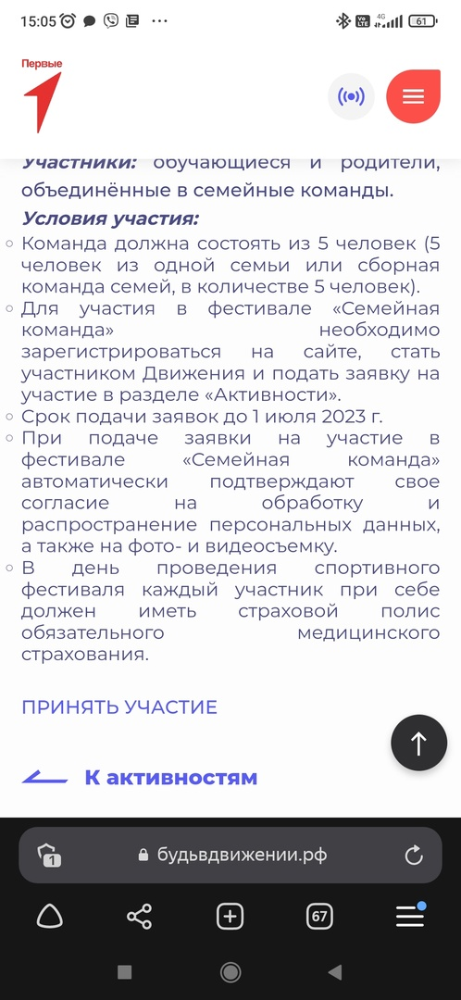 15:05
4G
Vo
LTE
61
Первые
Участники: обучающиеся и родители,
объединённые в семейные команды.
Условия участия:
Команда должна состоять из 5 человек (5
человек из одной семьи или сборная
команда семей, в количестве 5 человек).
Для участия в фестивале «Семейная
команда» необходимо
зарегистрироваться на сайте, стать
участником Движения и подать заявку на
участие в разделе «Активности».
Срок подачи заявок до 1 июля 2023 г.
При подаче заявки на участие в
фестивале «Семейная команда»
автоматически подтверждают свое
согласие на обработку и
распространение персональных данных,
а также на фото- и видеосъемку.
В день проведения спортивного
фестиваля каждый участник при себе
должен иметь страховой полис
обязательного медицинского
страхования.
ПРИНЯТЬ УЧАСТИЕ
К активностям
1
будьвдвижении.рф
67